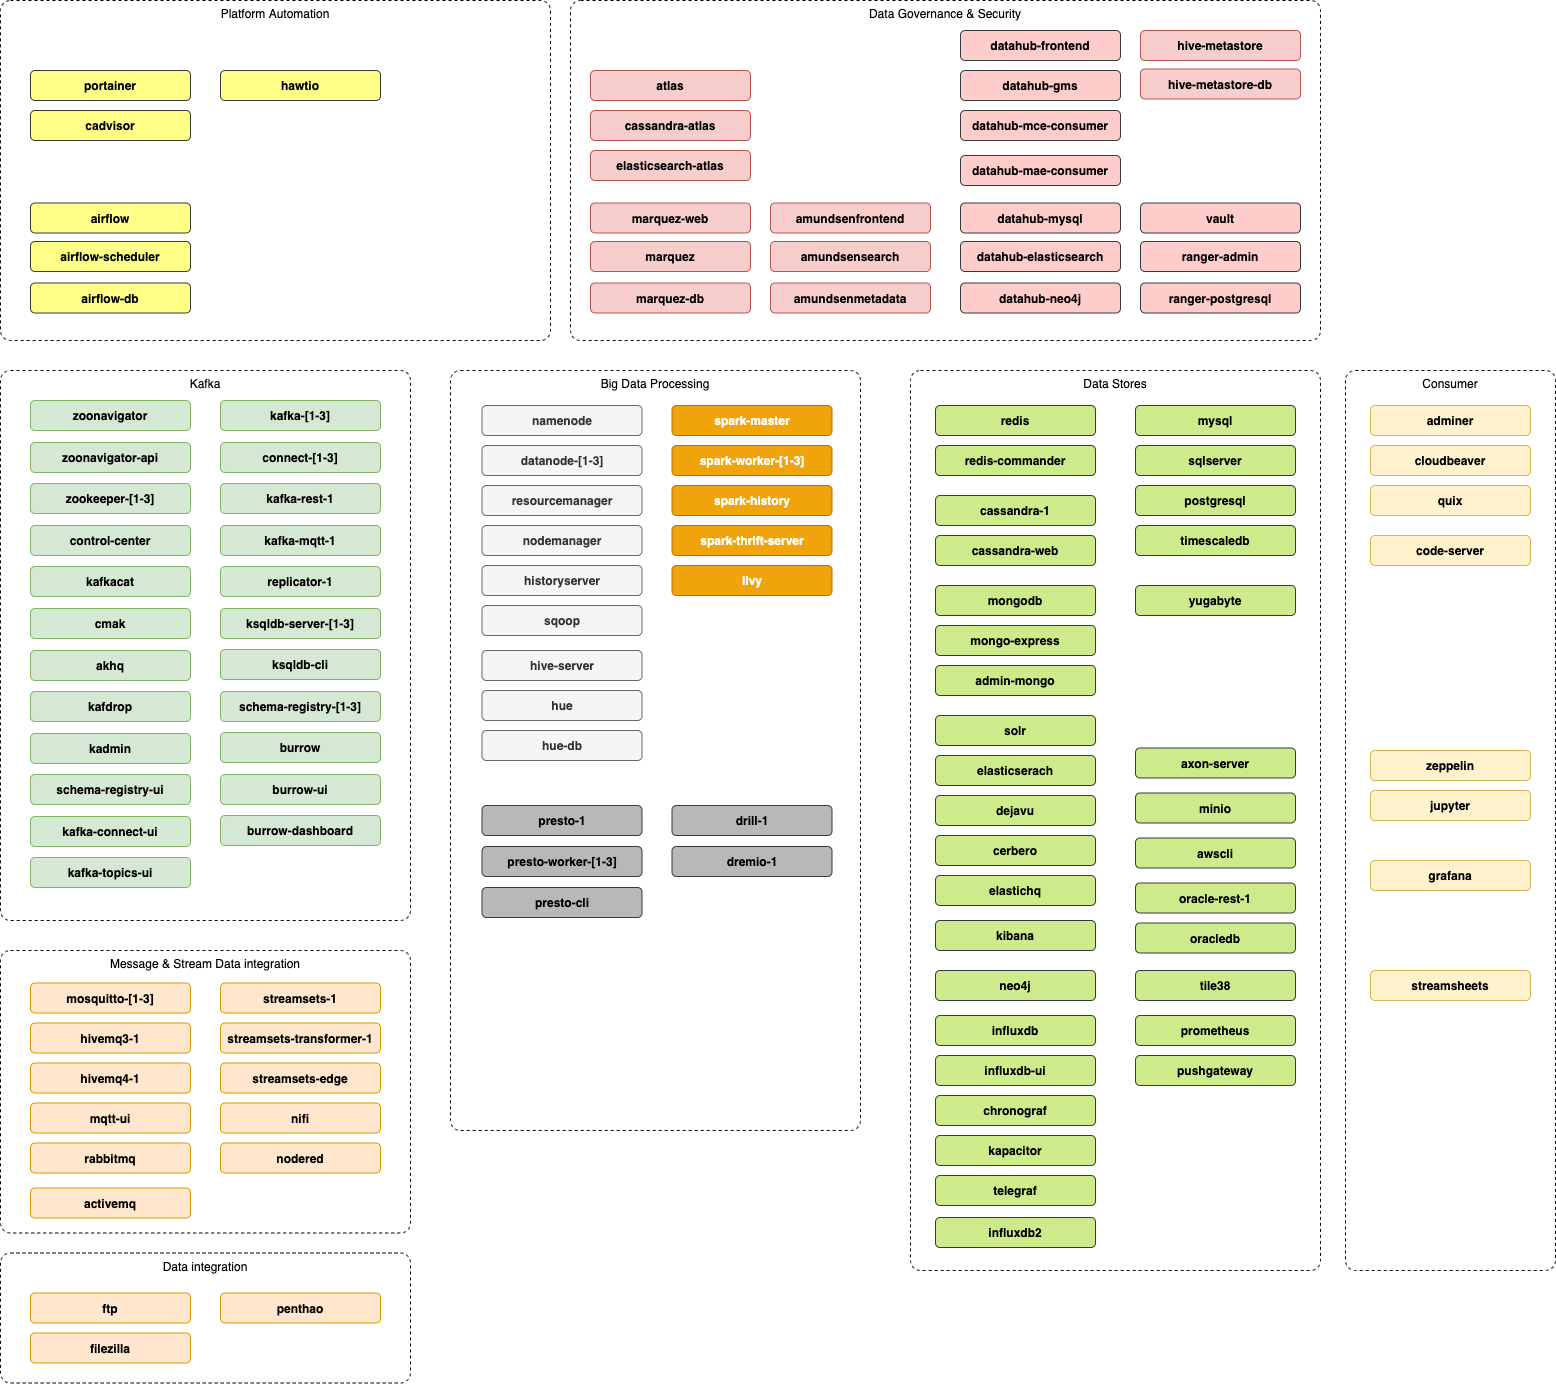 Platform Automation
portainer
hawtio
cadvisor
airflow
airflow-scheduler
airflow-db
Data Governance & Security
atlas
cassandra-atlas
elasticsearch-atlas
marquez-web
marquez
marquez-db
amundsenfrontend
amundsensearch
amundsenmetadata
datahub-frontend
datahub-gms
datahub-mce-consumer
datahub-mae-consumer
datahub-mysql
datahub-elasticsearch
datahub-neo4j
hive-metastore
hive-metastore-db
vault
ranger-admin
ranger-postgresql
Kafka
zoonavigator
zoonavigator-api
zookeeper-[1-3]
control-center
kafkacat
cmak
akhq
kafdrop
kadmin
schema-registry-ui
kafka-connect-ui
kafka-topics-ui
kafka-[1-3]
connect-[1-3]
kafka-rest-1
kafka-mqtt-1
replicator-1
ksqldb-server-[1-3]
ksqldb-cli
schema-registry-[1-3]
burrow
burrow-ui
burrow-dashboard
Big Data Processing
namenode
datanode-[1-3]
resourcemanager
nodemanager
historyserver
sqoop
hive-server
hue
hue-db
spark-master
spark-worker-[1-3]
spark-history
spark-thrift-server
livy
presto-1
presto-worker-[1-3]
presto-cli
drill-1
dremio-1
Data Stores
redis
redis-commander
cassandra-1
cassandra-web
mongodb
mongo-express
admin-mongo
solr
elasticserach
dejavu
cerbero
elastichq
kibana
neo4j
influxdb
influxdb-ui
chronograf
kapacitor
telegraf
influxdb2
mysql
sqlserver
postgresql
timescaledb
yugabyte
axon-server
minio
awscli
oracle-rest-1
oracledb
tile38
prometheus
pushgateway
Consumer
adminer
cloudbeaver
quix
code-server
zeppelin
jupyter
grafana
streamsheets
Message & Stream Data integration
mosquitto-[1-3]
hivemq3-1
hivemq4-1
mqtt-ui
rabbitmq
activemq
streamsets-1
streamsets-transformer-1
streamsets-edge
nifi
nodered
Data integration
ftp
filezilla
penthao